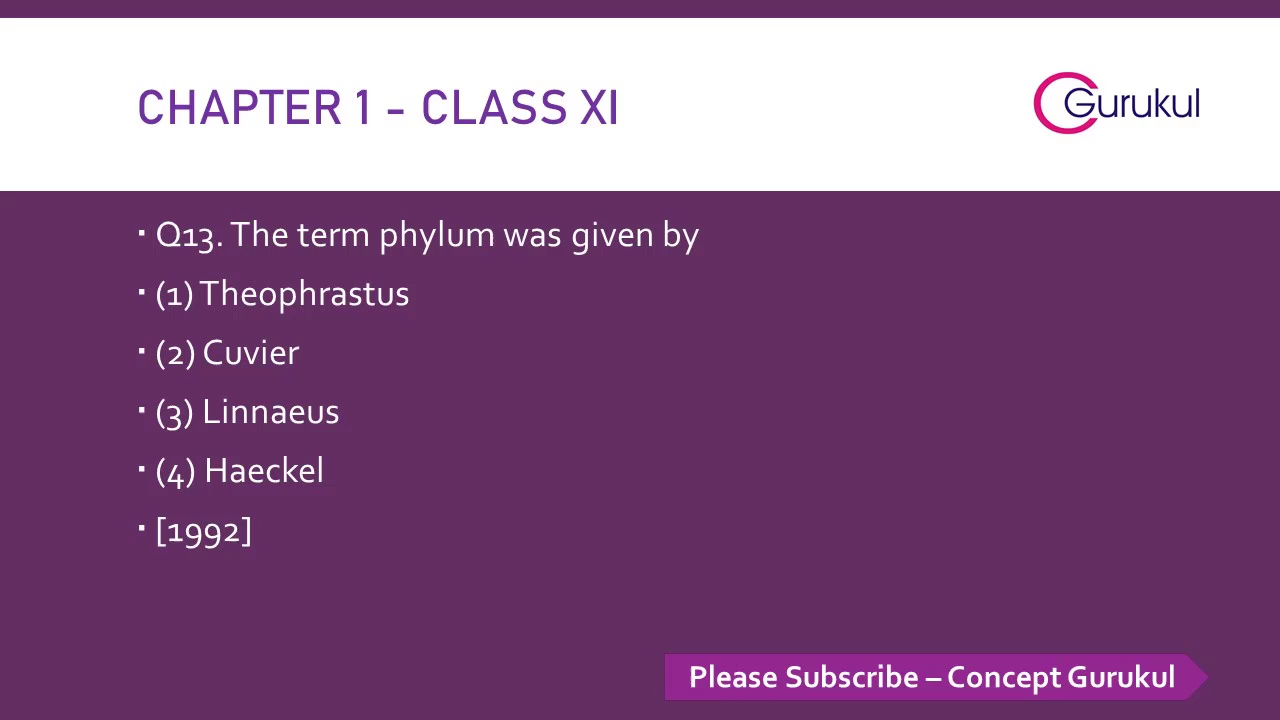 CHAPTER 1 - CLASS XI
Gurukul
▪ Q13. The term phylum was given by
▪ (1) Theophrastus
▪ (2) Cuvier
▪ (3) Linnaeus
▪ (4) Haeckel
▪ [1992]
Please Subscribe – Concept Gurukul